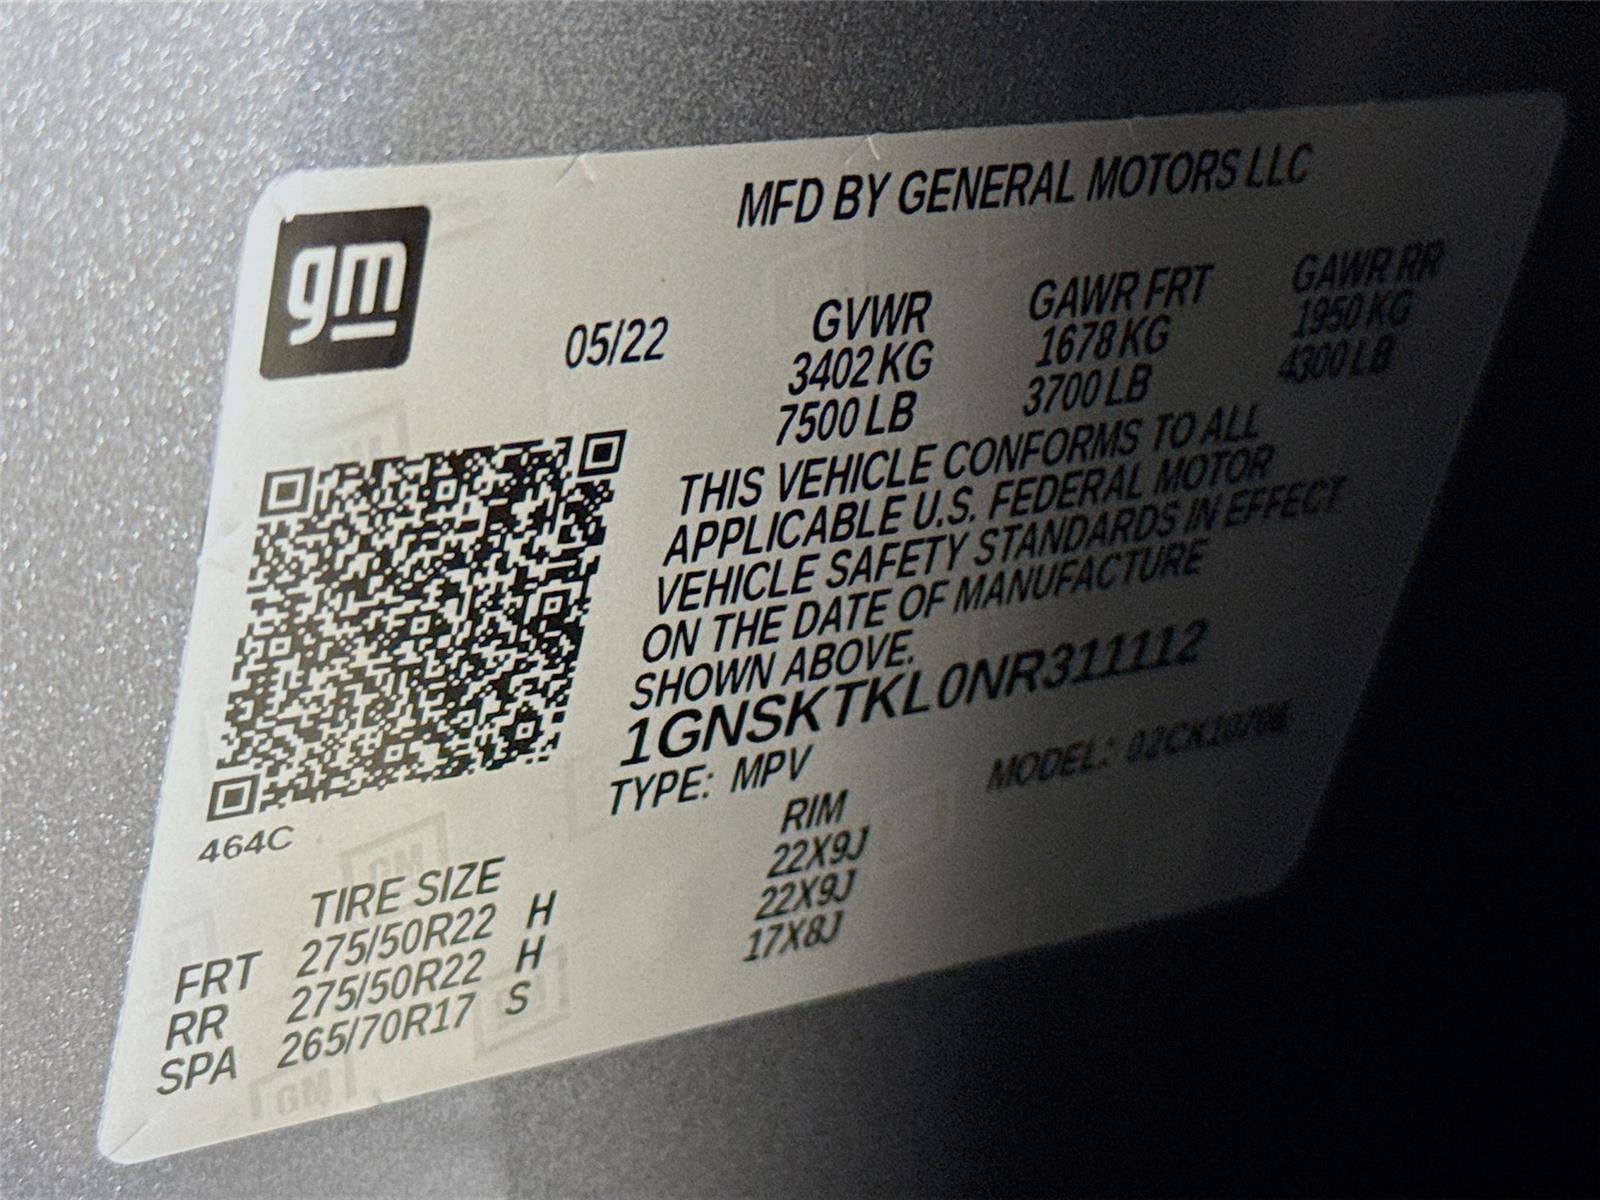 gm
MFD BY GENERAL MOTORS LLC
05/22 GVWR GAWR FRT GAWR RR
3402 KG 1678 KG 1950 KG
7500 LB 3700 LB 4300 LB
THIS VEHICLE CONFORMS TO ALL
APPLICABLE U.S. FEDERAL MOTOR
VEHICLE SAFETY STANDARDS IN EFFECT
ON THE DATE OF MANUFACTURE
SHOWN ABOVE.
1GNSKTKL0NR311112
TYPE: MPV MODEL: 02CK10706
464C
TIRE SIZE RIM
FRT 275/50R22 H 22X9J
RR 275/50R22 H 22X9J
SPA 265/70R17 S 17X8J